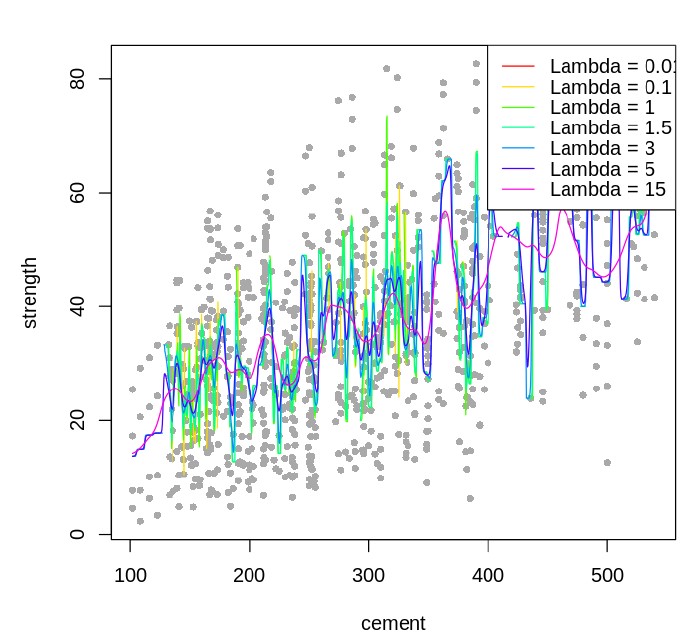 80
60
40
20
0
strength
Lambda = 0.01
Lambda = 0.1
Lambda = 1
Lambda = 1.5
Lambda = 3
Lambda = 5
Lambda = 15
100 200 300 400 500
cement